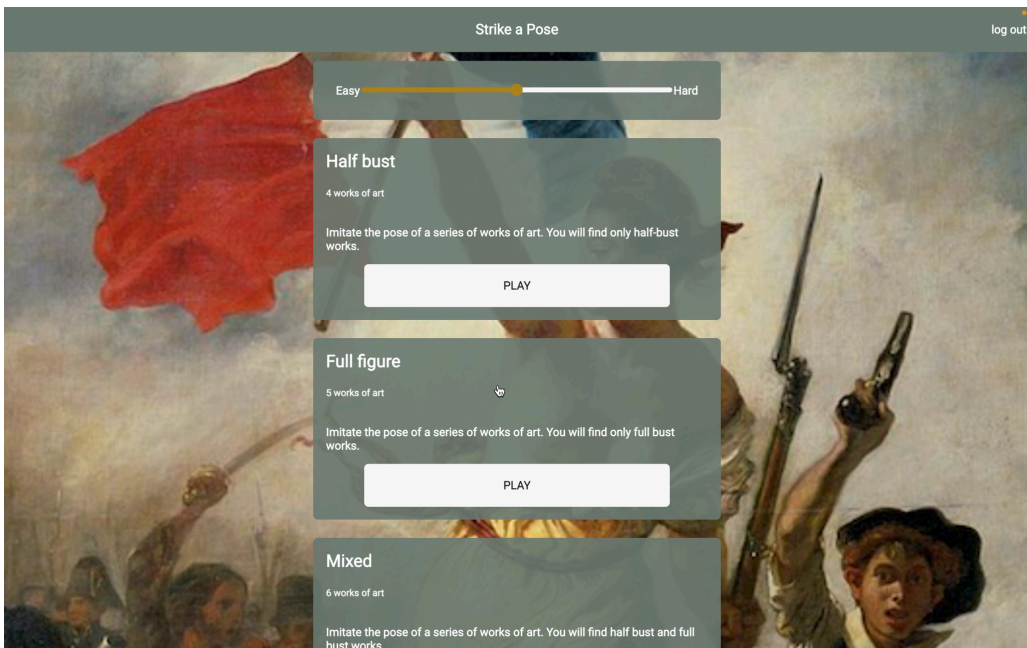 Strike a Pose
log out
Easy
Hard
Half bust
4 works of art
Imitate the pose of a series of works of art. You will find only half-bust
works.
PLAY
Full figure
5 works of art
Imitate the pose of a series of works of art. You will find only full bust
works.
PLAY
Mixed
6 works of art
Imitate the pose of a series of works of art. You will find half bust and full
bust works